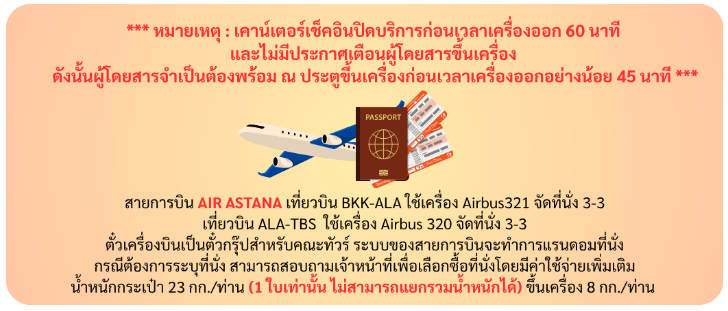 *** หมายเหตุ : เคาน์เตอร์เช็คอินปิดบริการก่อนเวลาเครื่องออก 60 นาที
และไม่มีประกาศเตือนผู้โดยสารขึ้นเครื่อง
ดังนั้นผู้โดยสารจำเป็นต้องพร้อม ณ ประตูขึ้นเครื่องก่อนเวลาเครื่องออกอย่างน้อย 45 นาที ***
PASSPORT
สายการบิน AIR ASTANA เที่ยวบิน BKK-ALA ใช้เครื่อง Airbus321 จัดที่นั่ง 3-3
เที่ยวบิน ALA-TBS ใช้เครื่อง Airbus 320 จัดที่นั่ง 3-3
ตั๋วเครื่องบินเป็นตั๋วกรุ๊ปสำหรับคณะทัวร์ ระบบของสายการบินจะทำการแรนดอมที่นั่ง
กรณีต้องการระบุที่นั่ง สามารถสอบถามเจ้าหน้าที่เพื่อเลือกซื้อที่นั่งโดยมีค่าใช้จ่ายเพิ่มเติม
น้ำหนักกระเป๋า 23 กก./ท่าน (1 ใบเท่านั้น ไม่สามารถแยกรวมน้ำหนักได้) ขึ้นเครื่อง 8 กก./ท่าน